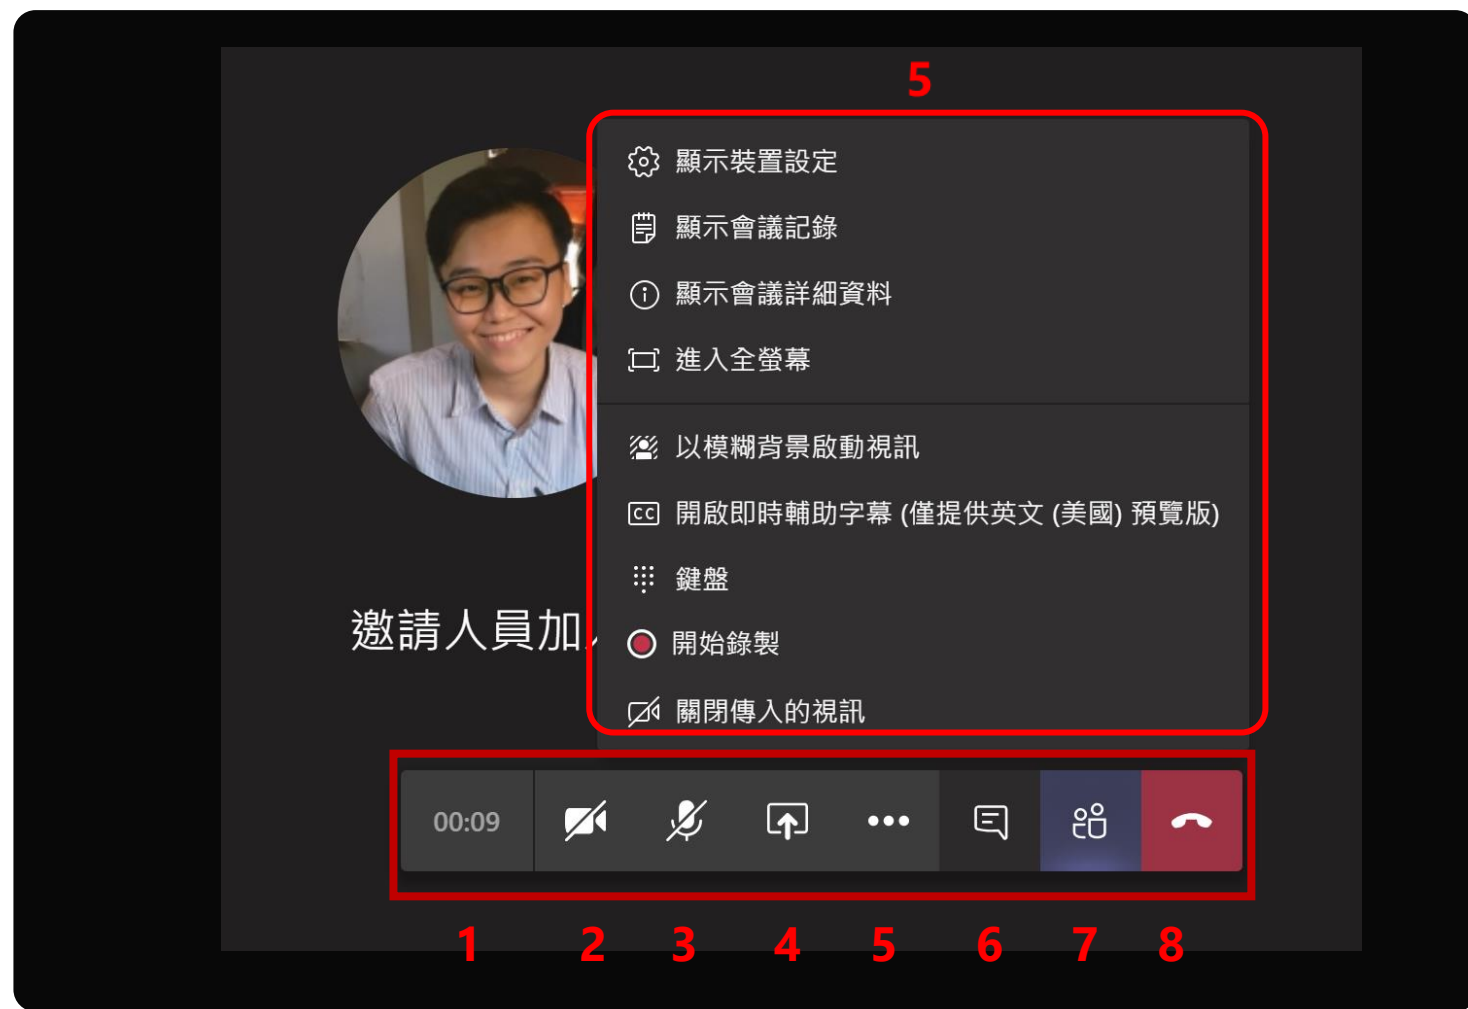 5
顯示裝置設定
顯示會議記錄
顯示會議詳細資料
進入全螢幕
以模糊背景啟動視訊
CC 開啟即時輔助字幕 (僅提供英文 (美國) 預覽版)
鍵盤
邀請人員加
開始錄製
關閉傳入的視訊
00:09
1 2 3 4 5 6 7 8